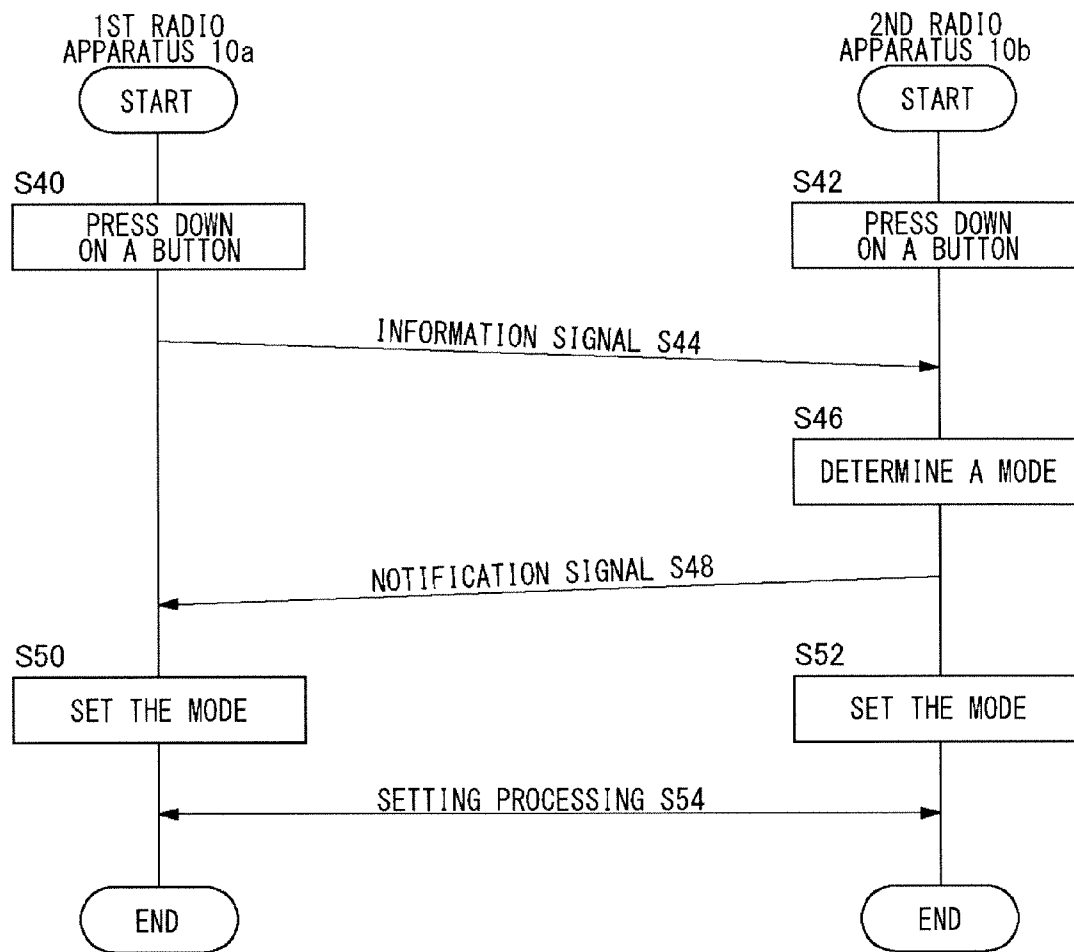 1ST RADIO
APPARATUS 10a
2ND RADIO
APPARATUS 10b
START
START
S40
PRESS DOWN
ON A BUTTON
S42
PRESS DOWN
ON A BUTTON
INFORMATION SIGNAL S44
S46
DETERMINE A MODE
NOTIFICATION SIGNAL S48
S50
SET THE MODE
S52
SET THE MODE
SETTING PROCESSING S54
END
END